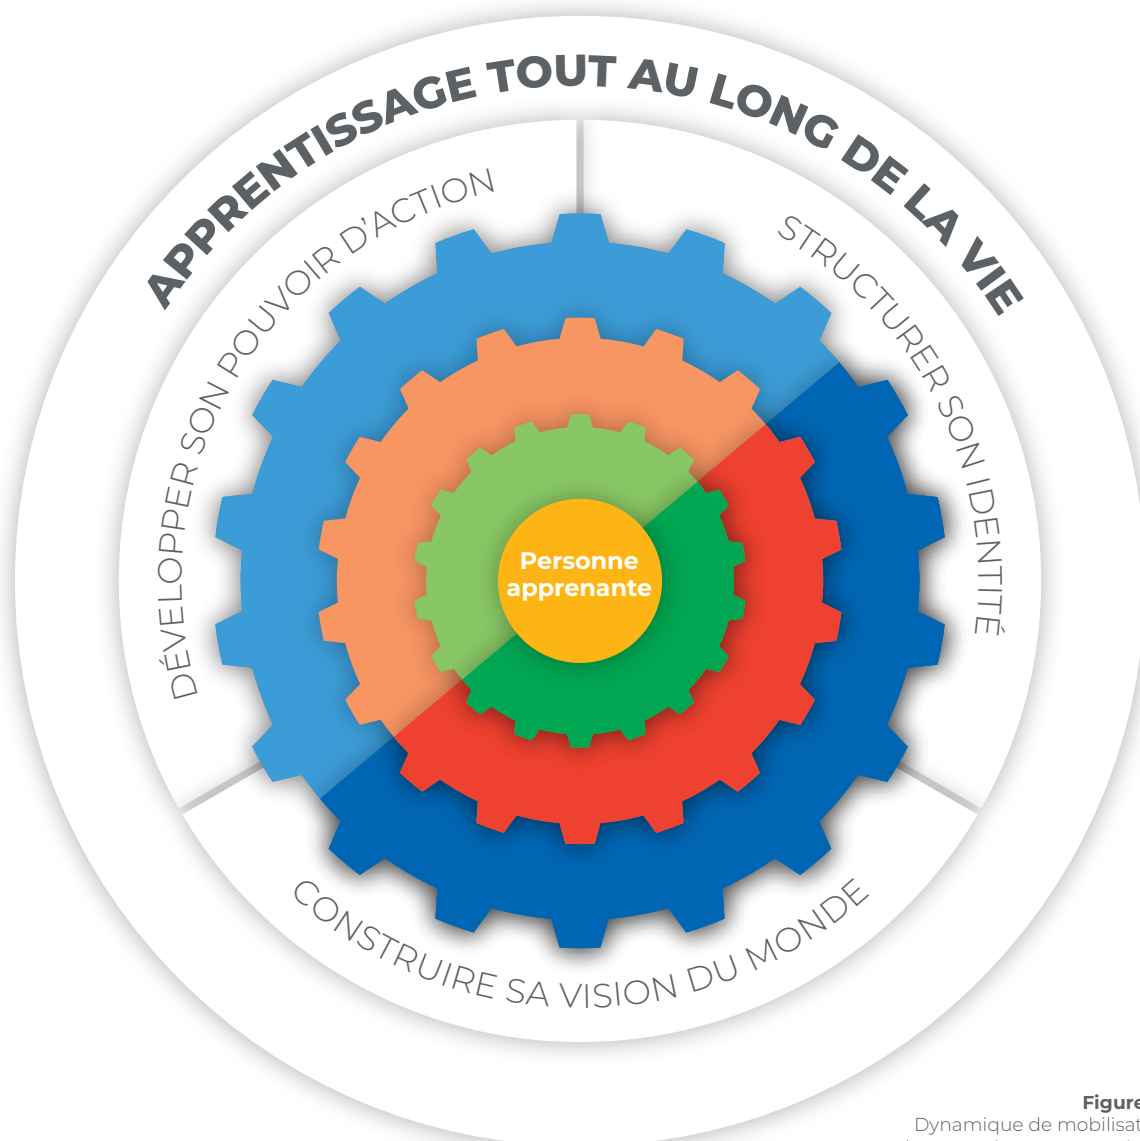 APPRENTISSAGE TOUT AU LONG DE LA VIE
DÉVELOPPER SON POUVOIR D'ACTION
STRUCTURER SON IDENTITÉ
Personne
apprenante
CONSTRUIRE SA VISION DU MONDE
Figure
Dynamique de mobilisat